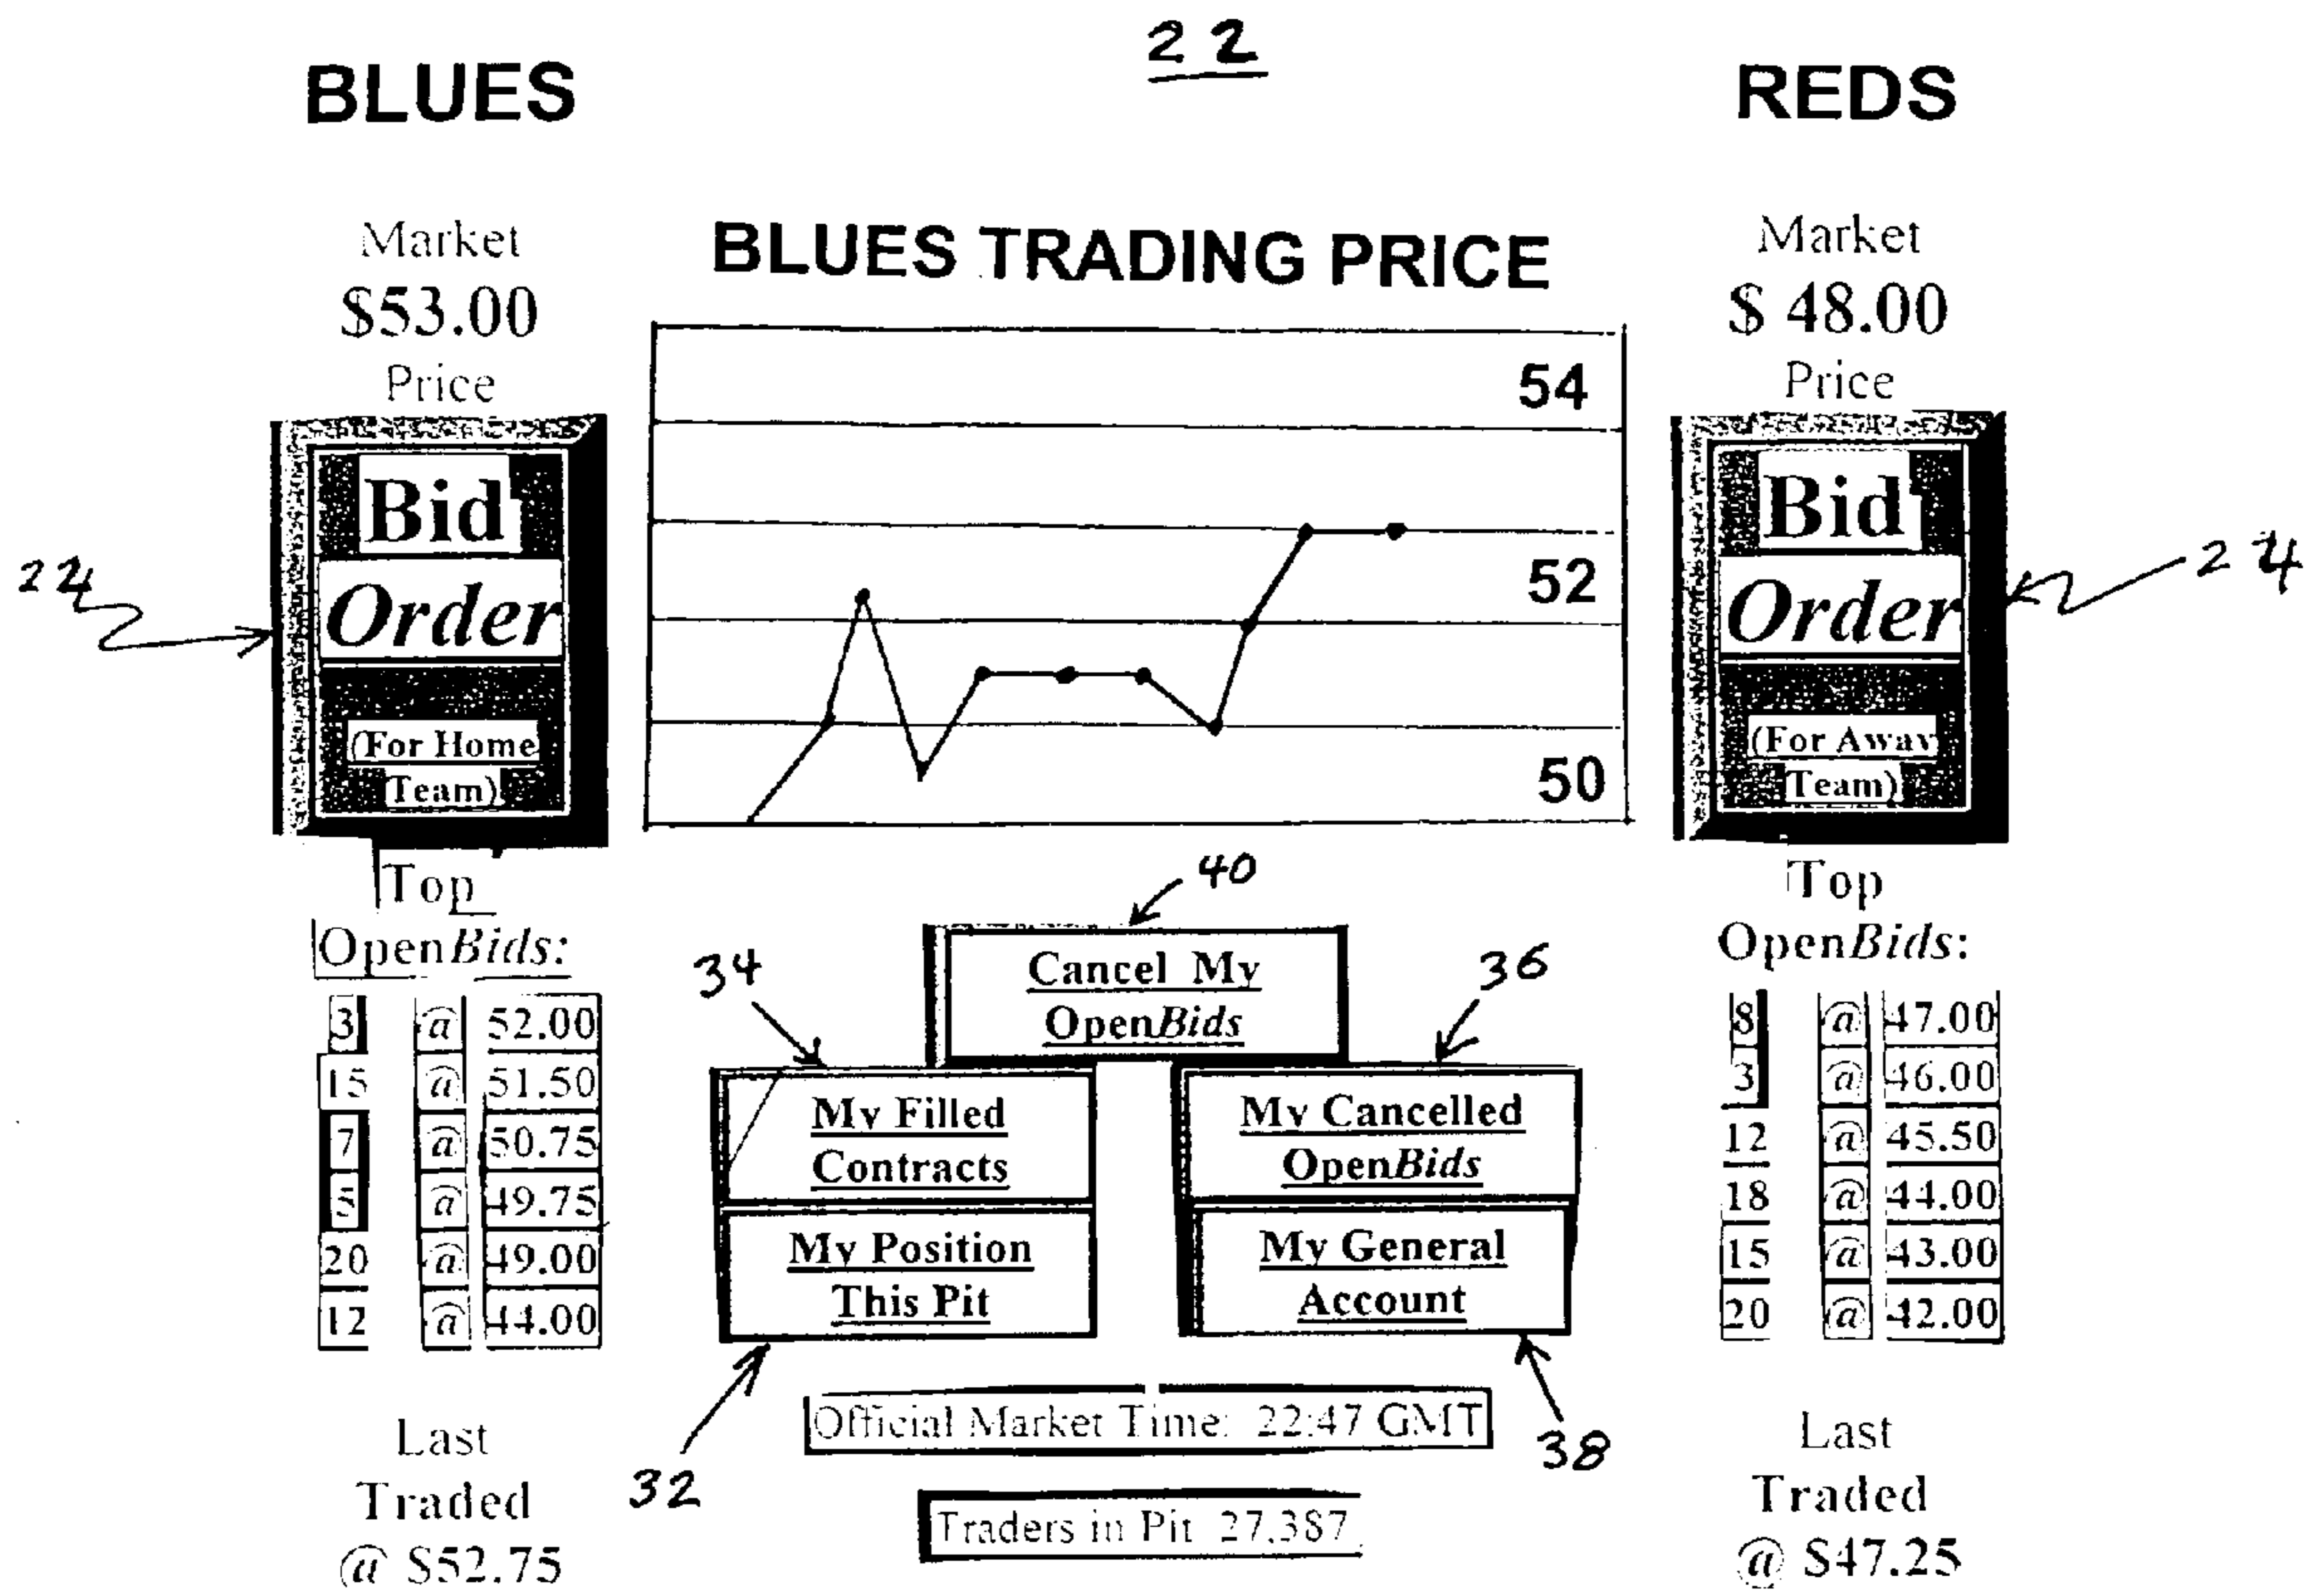 22
BLUES
REDS
Market
$53.00
Price
BLUES TRADING PRICE
Market
$ 48.00
Price
54
52
50
Bid
Order
(For Home
Team)
24
Bid
Order
(For Away
Team)
24
Top
OpenBids:
3 @ 52.00
15 @ 51.50
7 @ 50.75
5 @ 49.75
20 @ 49.00
12 @ 44.00
Last
Traded
@ $52.75
40
Cancel My
OpenBids
34
My Filled
Contracts
36
My Cancelled
OpenBids
My Position
This Pit
32
My General
Account
38
Official Market Time: 22:47 GMT
Traders in Pit 27,387
Top
OpenBids:
8 @ 47.00
3 @ 46.00
12 @ 45.50
18 @ 44.00
15 @ 43.00
20 @ 42.00
Last
Traded
@ $47.25